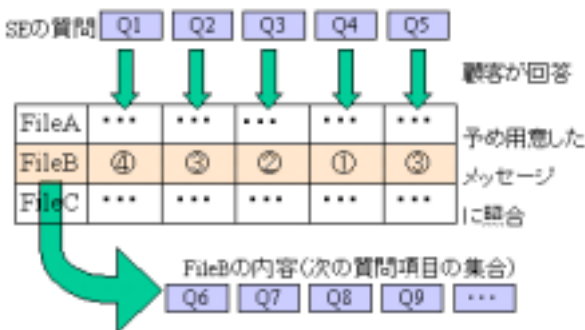 SEの質問 Q1 Q2 Q3 Q4 Q5
顧客が回答
FileA ・・・ ・・・ ・・・ ・・・ ・・・
予め用意した
FileB ④ ③ ② ① ③
メッセージ
FileC ・・・ ・・・ ・・・ ・・・ ・・・
に照合
FileBの内容(次の質問項目の集合)
Q6 Q7 Q8 Q9 ・・・